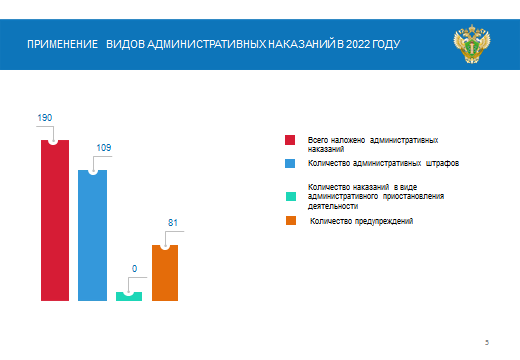 ПРИМЕНЕНИЕ ВИДОВ АДМИНИСТРАТИВНЫХ НАКАЗАНИЙ В 2022 ГОДУ
190
109
0
81
Всего наложено административных
наказаний
Количество административных штрафов
Количество наказаний в виде
административного приостановления
деятельности
Количество предупреждений
5